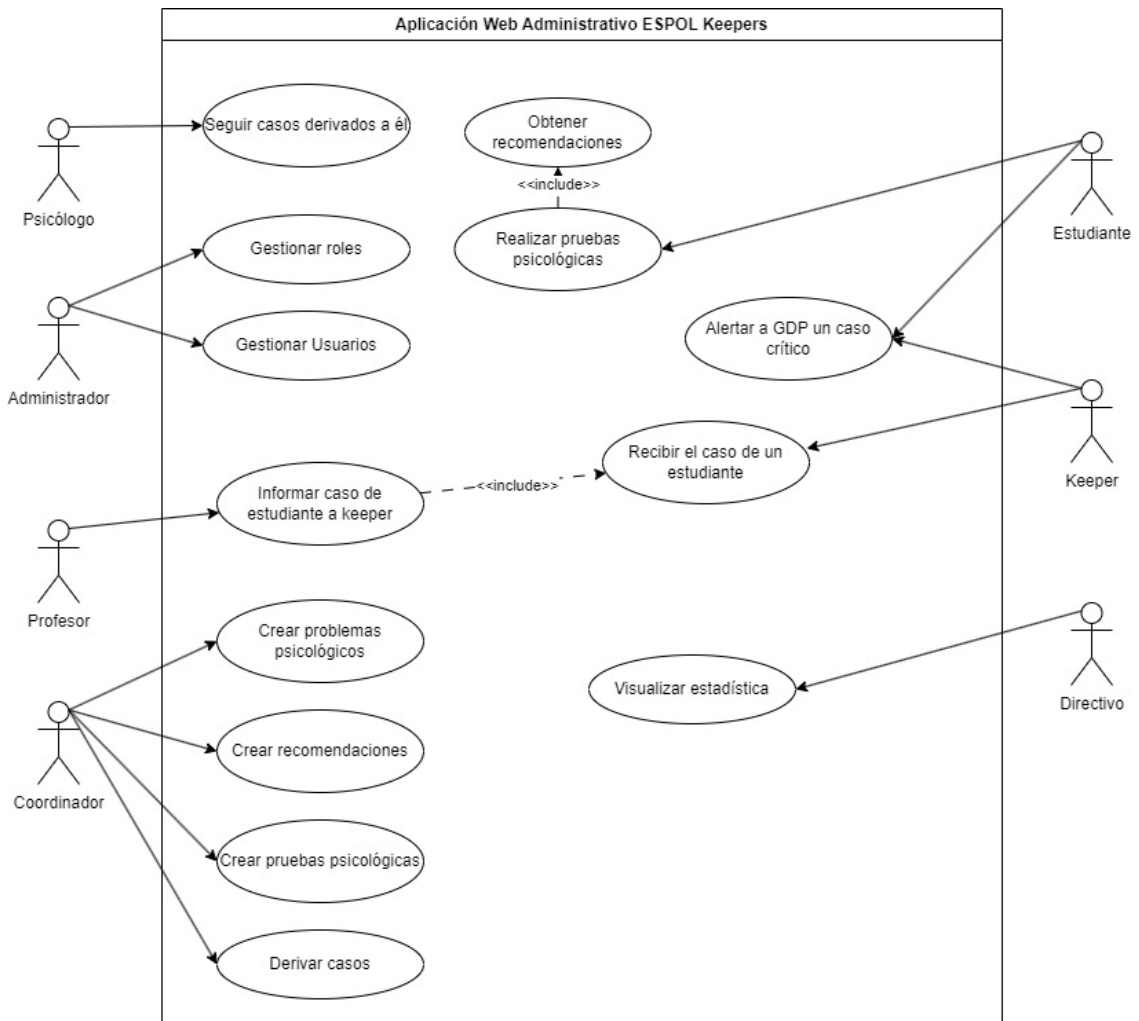 Aplicación Web Administrativo ESPOL Keepers
Psicólogo
Seguir casos derivados a él
Obtener
recomendaciones
<<include>>
Realizar pruebas
psicológicas
Estudiante
Administrador
Gestionar roles
Gestionar Usuarios
Alertar a GDP un caso
crítico
Keeper
Recibir el caso de un
estudiante
<<include>>
Informar caso de
estudiante a keeper
Profesor
Crear problemas
psicológicos
Visualizar estadística
Directivo
Coordinador
Crear recomendaciones
Crear pruebas psicológicas
Derivar casos